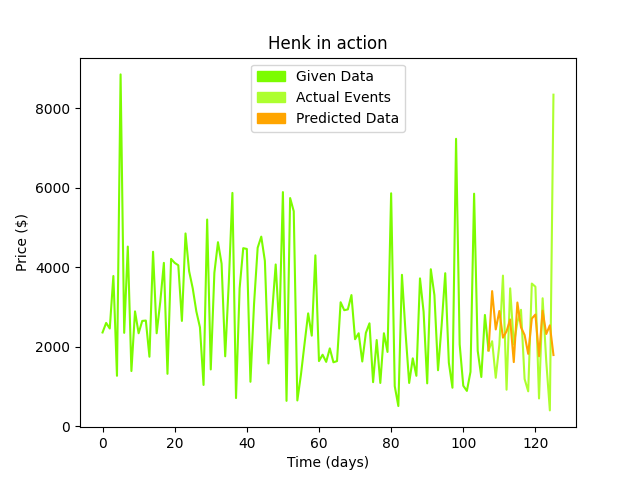 Henk in action
Given Data
Actual Events
Predicted Data
Price ($)
8000
6000
4000
2000
0
0 20 40 60 80 100 120
Time (days)